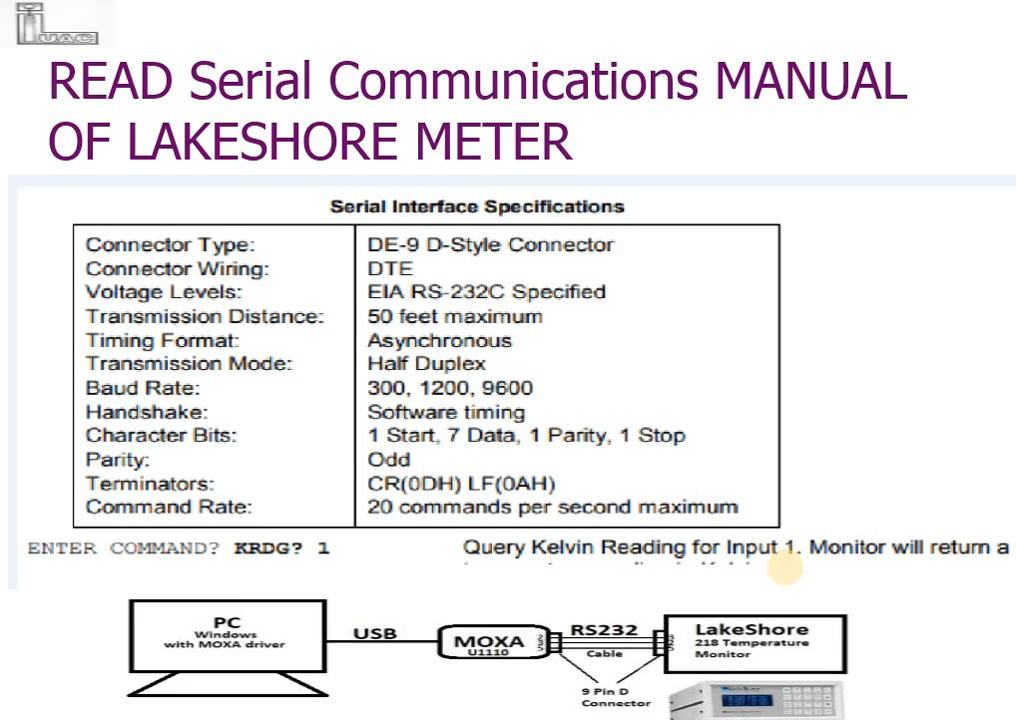 IUAC
READ Serial Communications MANUAL
OF LAKESHORE METER
Serial Interface Specifications
Connector Type: DE-9 D-Style Connector
Connector Wiring: DTE
Voltage Levels: EIA RS-232C Specified
Transmission Distance: 50 feet maximum
Timing Format: Asynchronous
Transmission Mode: Half Duplex
Baud Rate: 300, 1200, 9600
Handshake: Software timing
Character Bits: 1 Start, 7 Data, 1 Parity, 1 Stop
Parity: Odd
Terminators: CR(0DH) LF(0AH)
Command Rate: 20 commands per second maximum
ENTER COMMAND? KRDG? 1 Query Kelvin Reading for Input 1. Monitor will return a
PC
Windows
with MOXA driver
USB
MOXA
U1110
RS232
Cable
9 Pin D
Connector
LakeShore
218 Temperature
Monitor